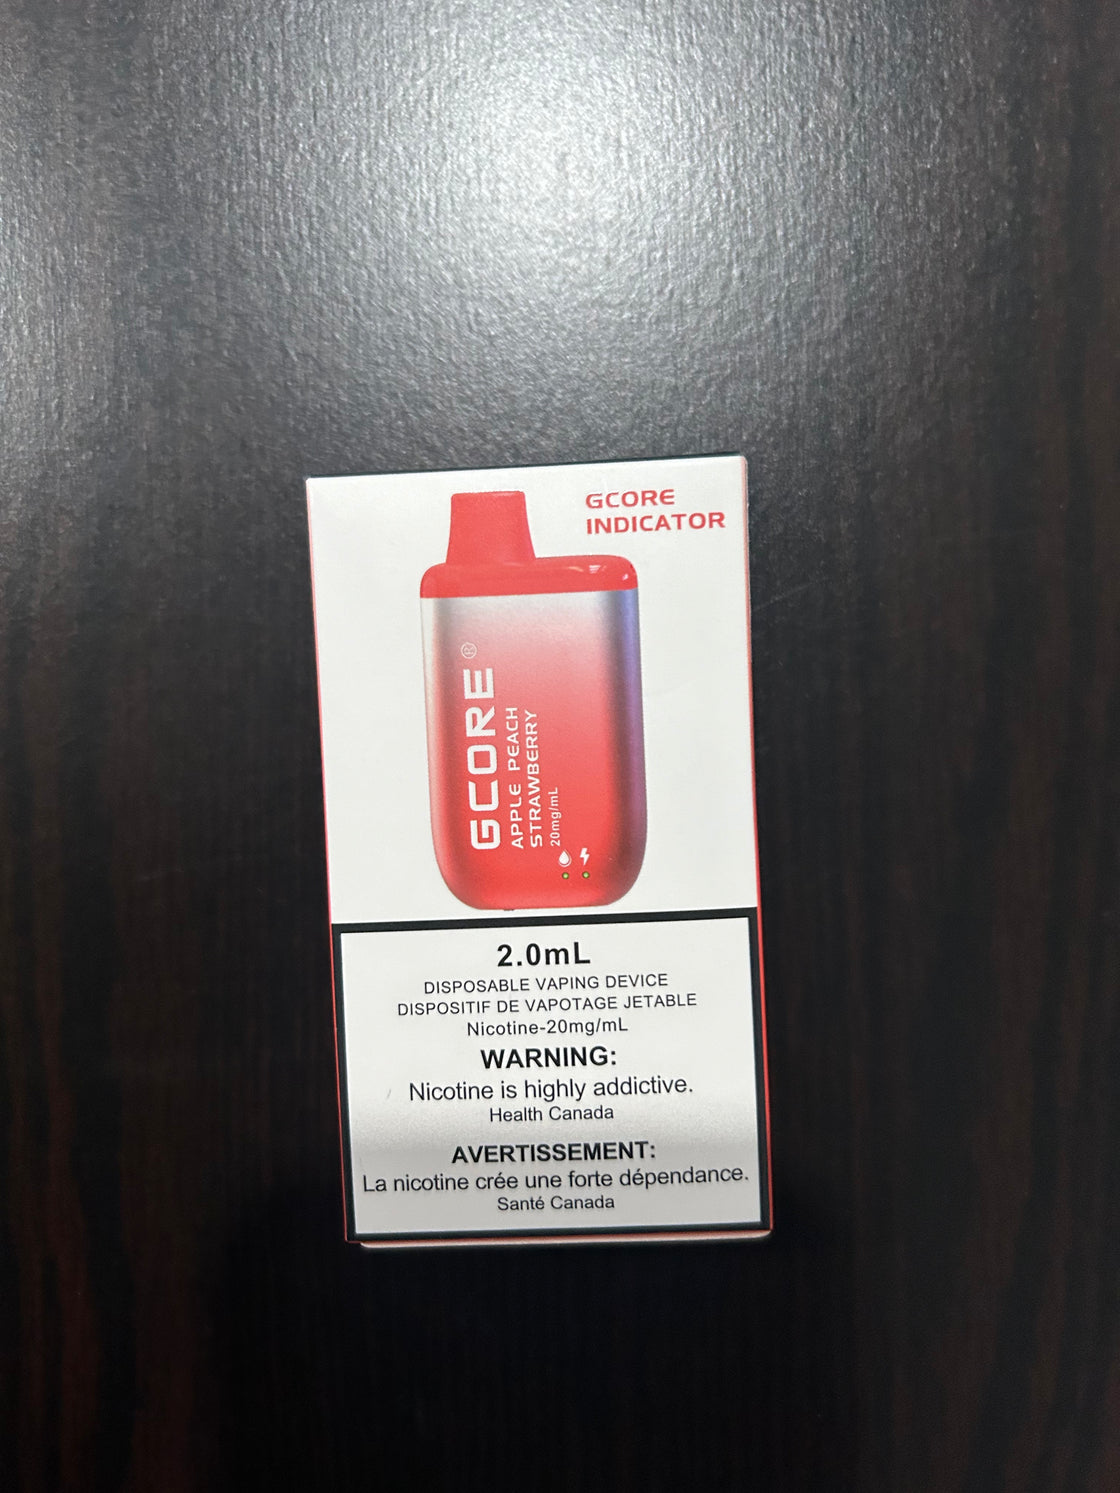 GCORE
INDICATOR
GCORE®
APPLE PEACH
STRAWBERRY
20mg/mL
2.0mL
DISPOSABLE VAPING DEVICE
DISPOSITIF DE VAPOTAGE JETABLE
Nicotine-20mg/mL
WARNING:
Nicotine is highly addictive.
Health Canada
AVERTISSEMENT:
La nicotine crée une forte dépendance.
Santé Canada